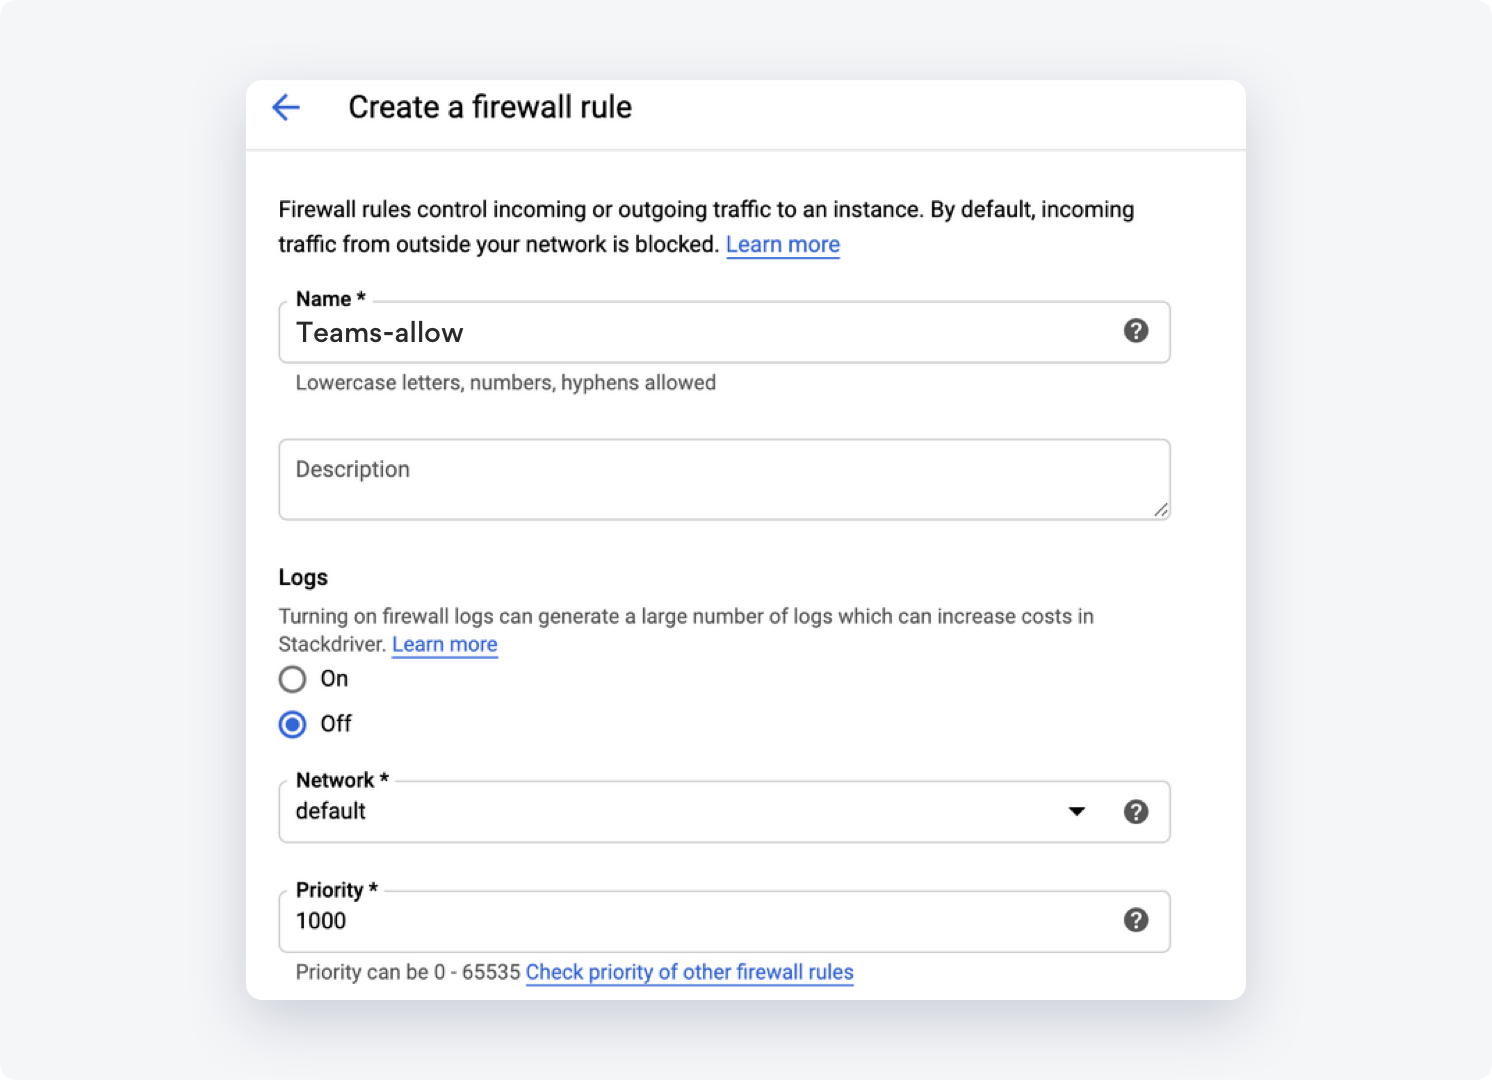 Create a firewall rule
Firewall rules control incoming or outgoing traffic to an instance. By default, incoming
traffic from outside your network is blocked. Learn more
Name *
Teams-allow
Lowercase letters, numbers, hyphens allowed
Description
Logs
Turning on firewall logs can generate a large number of logs which can increase costs in
Stackdriver. Learn more
On
Off
Network *
default
Priority *
1000
Priority can be 0 - 65535 Check priority of other firewall rules